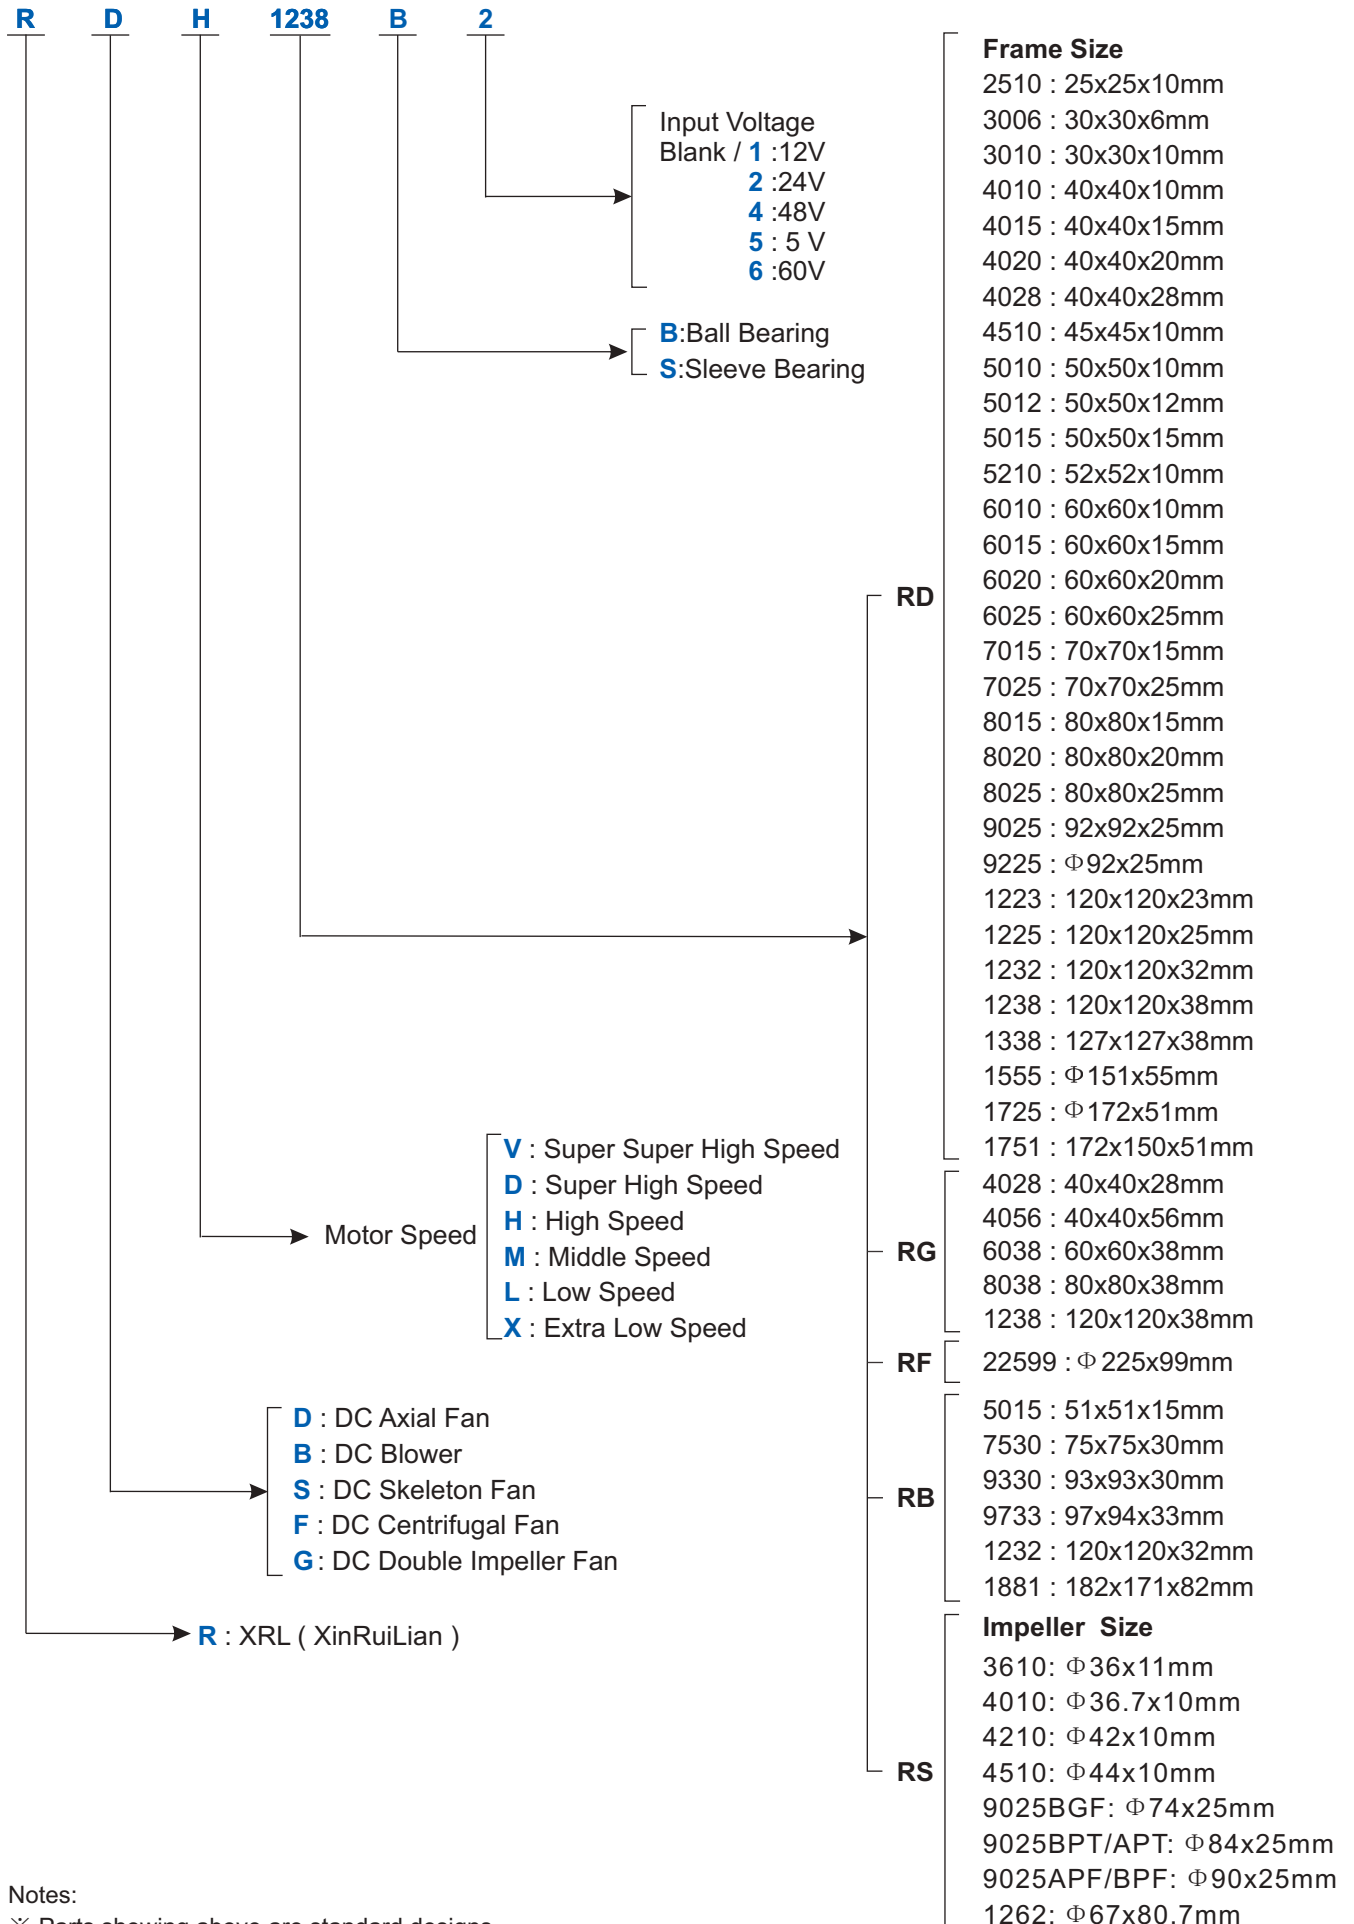 R D H 1238 B 2
Input Voltage
Blank / 1 :12V
2 :24V
4 :48V
5 : 5 V
6 :60V
B:Ball Bearing
S:Sleeve Bearing
Motor Speed
V : Super Super High Speed
D : Super High Speed
H : High Speed
M : Middle Speed
L : Low Speed
X : Extra Low Speed
D : DC Axial Fan
B : DC Blower
S : DC Skeleton Fan
F : DC Centrifugal Fan
G : DC Double Impeller Fan
R : XRL ( XinRuiLian )
RD
Frame Size
2510 : 25x25x10mm
3006 : 30x30x6mm
3010 : 30x30x10mm
4010 : 40x40x10mm
4015 : 40x40x15mm
4020 : 40x40x20mm
4028 : 40x40x28mm
4510 : 45x45x10mm
5010 : 50x50x10mm
5012 : 50x50x12mm
5015 : 50x50x15mm
5210 : 52x52x10mm
6010 : 60x60x10mm
6015 : 60x60x15mm
6020 : 60x60x20mm
6025 : 60x60x25mm
7015 : 70x70x15mm
7025 : 70x70x25mm
8015 : 80x80x15mm
8020 : 80x80x20mm
8025 : 80x80x25mm
9025 : 92x92x25mm
9225 : Φ92x25mm
1223 : 120x120x23mm
1225 : 120x120x25mm
1232 : 120x120x32mm
1238 : 120x120x38mm
1338 : 127x127x38mm
1555 : Φ151x55mm
1725 : Φ172x51mm
1751 : 172x150x51mm
RG
4028 : 40x40x28mm
4056 : 40x40x56mm
6038 : 60x60x38mm
8038 : 80x80x38mm
1238 : 120x120x38mm
RF
22599 : Φ225x99mm
RB
5015 : 51x51x15mm
7530 : 75x75x30mm
9330 : 93x93x30mm
9733 : 97x94x33mm
1232 : 120x120x32mm
1881 : 182x171x82mm
RS
Impeller Size
3610: Φ36x11mm
4010: Φ36.7x10mm
4210: Φ42x10mm
4510: Φ44x10mm
9025BGF: Φ74x25mm
9025BPT/APT: Φ84x25mm
9025APF/BPF: Φ90x25mm
1262: Φ67x80.7mm
Notes:
※ Parts showing above are standard designs